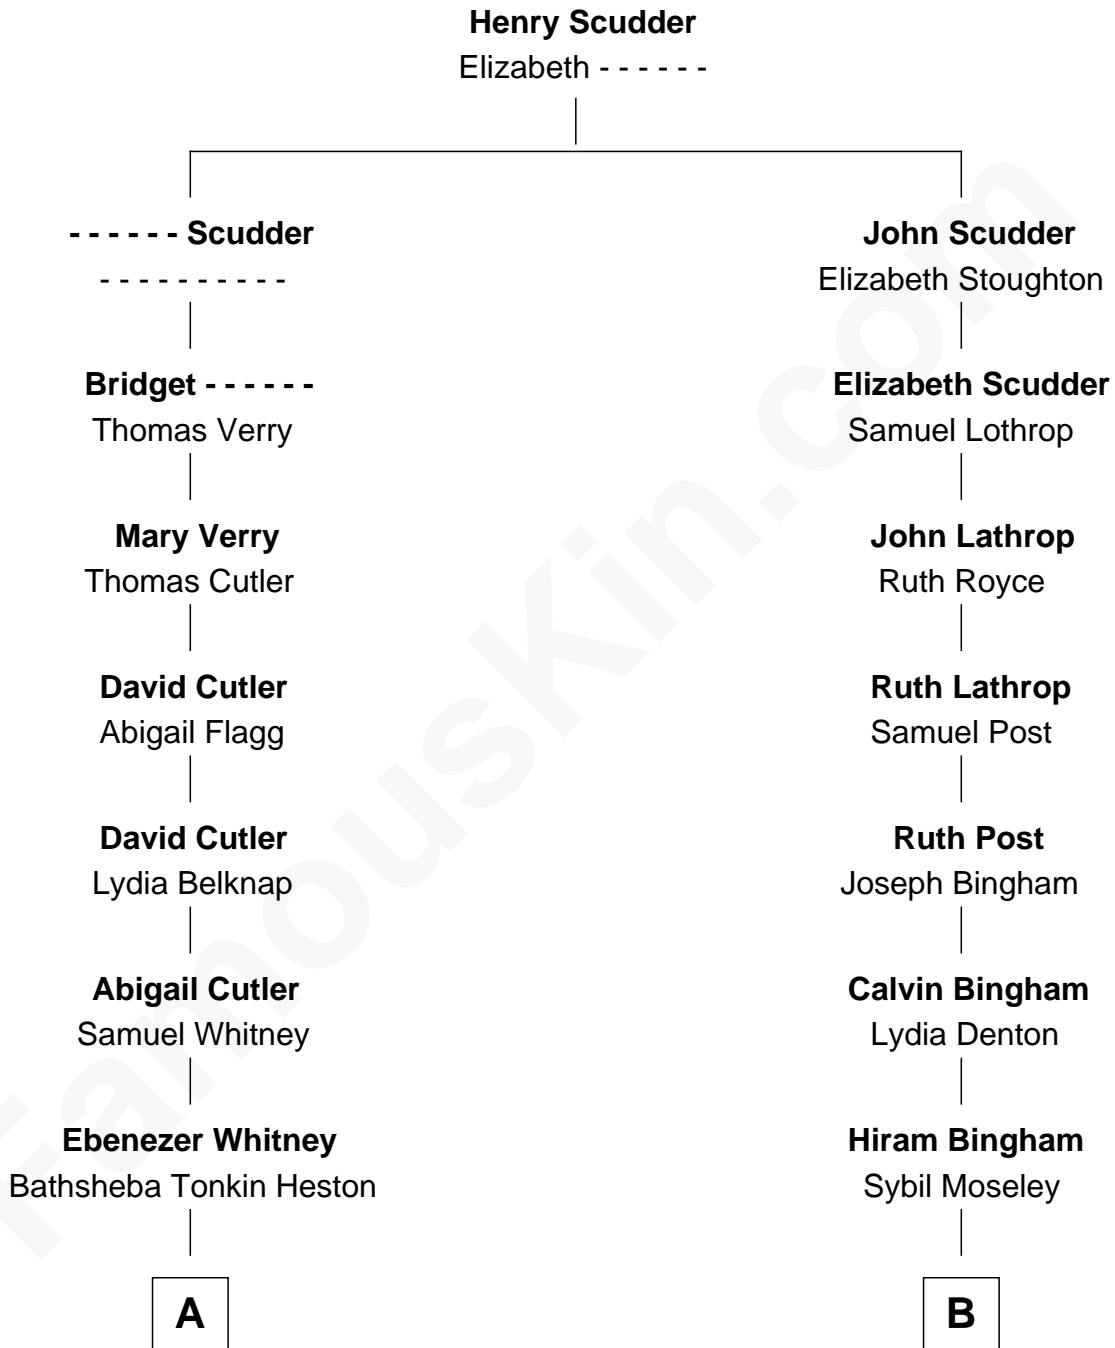 Henry Scudder
Elizabeth - - - - - -
- - - - - - Scudder
- - - - - - - - - -
John Scudder
Elizabeth Stoughton
Bridget - - - - - -
Thomas Verry
Elizabeth Scudder
Samuel Lothrop
Mary Verry
Thomas Cutler
John Lathrop
Ruth Royce
David Cutler
Abigail Flagg
Ruth Lathrop
Samuel Post
David Cutler
Lydia Belknap
Ruth Post
Joseph Bingham
Abigail Cutler
Samuel Whitney
Calvin Bingham
Lydia Denton
Ebenezer Whitney
Bathsheba Tonkin Heston
Hiram Bingham
Sybil Moseley
A
B
FamousKin.com